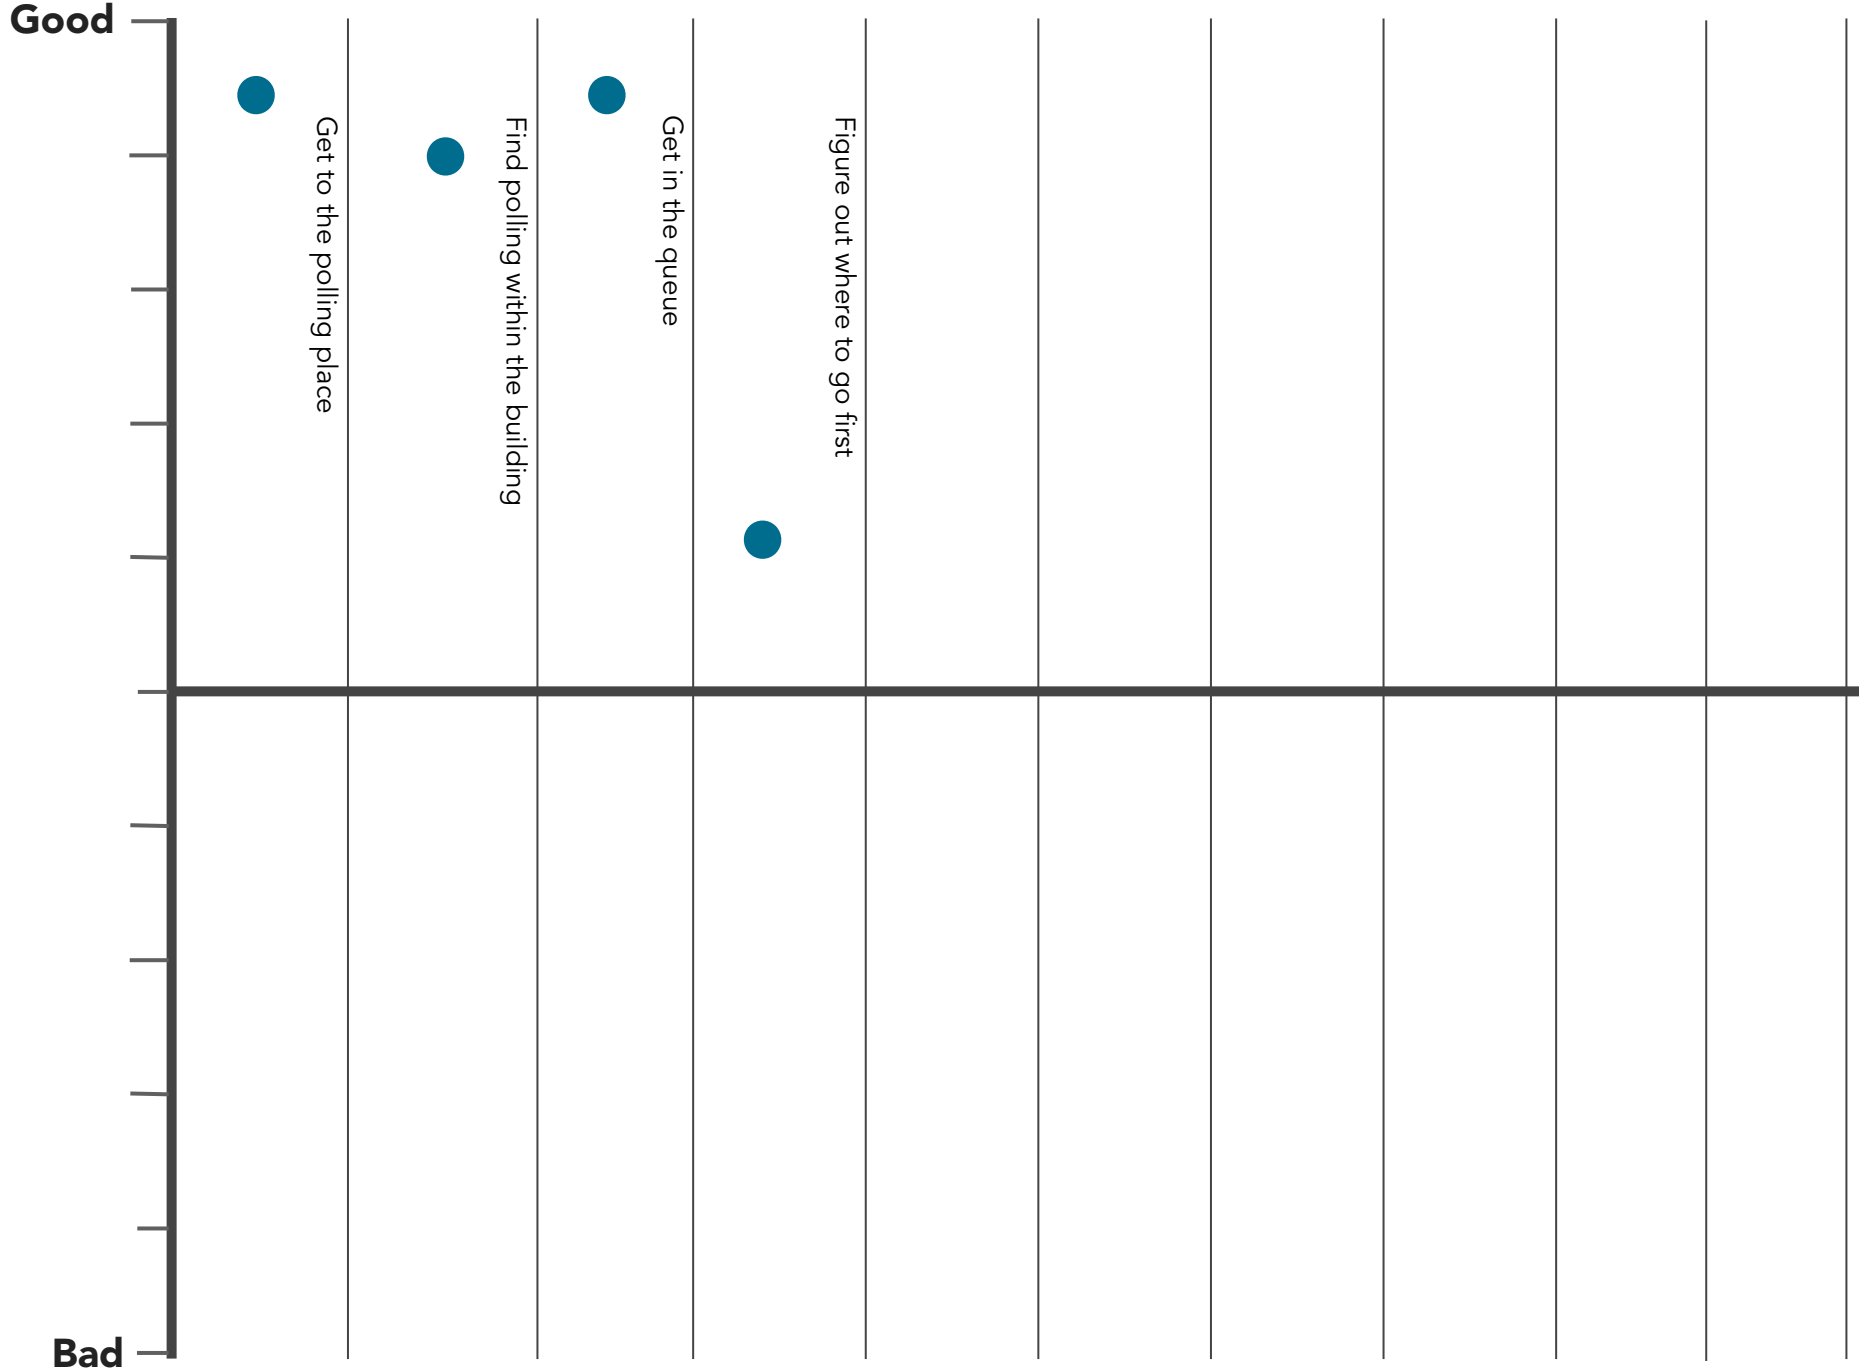 Good
Get to the polling place
Find polling within the building
Get in the queue
Figure out where to go first
Bad